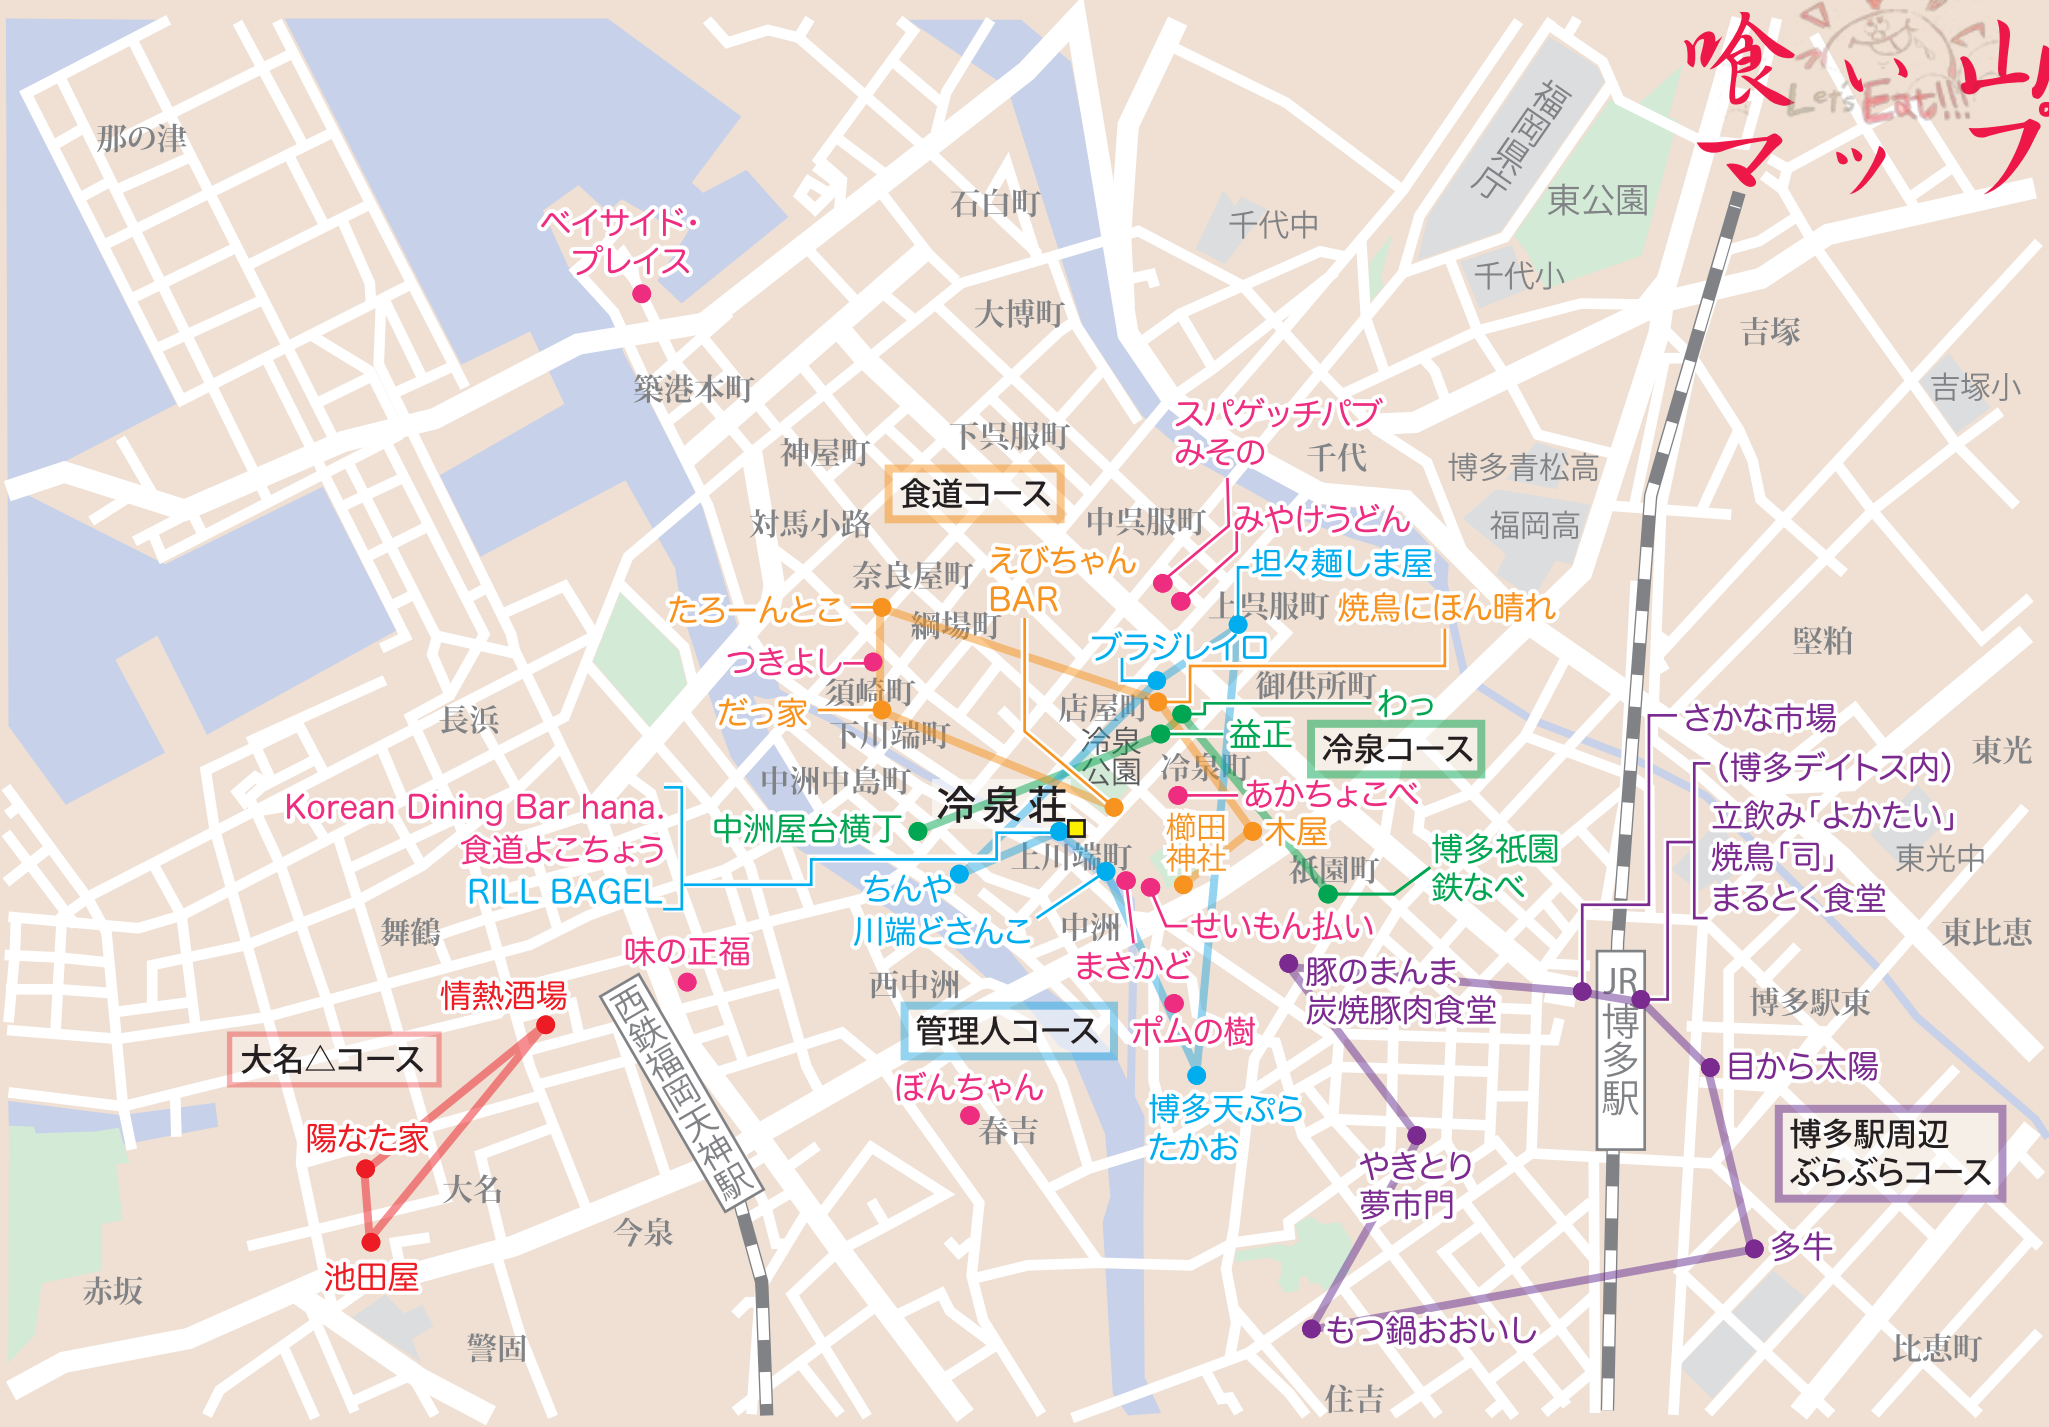 喰い山
マップ
Let's Eat!!!
福岡県庁
東公園
那の津
石白町
千代中
ベイサイド・
プレイス
千代小
大博町
吉塚
築港本町
吉塚小
スパゲッチパブ
みその
下呉服町
神屋町
千代
博多青松高
食道コース
対馬小路
中呉服町
みやけうどん
福岡高
えびちゃん
BAR
坦々麺しま屋
奈良屋町
たろーんとこ
上呉服町
焼鳥にほん晴れ
綱場町
ブラジレイロ
堅粕
つきよし
須崎町
御供所町
店屋町
わっ
だっ家
長浜
さかな市場
下川端町
冷泉
公園
益正
冷泉コース
東光
冷泉町
(博多デイトス内)
中洲中島町
Korean Dining Bar hana.
冷泉荘
あかちょこべ
立飲み「よかたい」
中洲屋台横丁
櫛田
神社
木屋
食道よこちょう
上川端町
博多祇園
鉄なべ
焼鳥「司」
東光中
RILL BAGEL
ちんや
祇園町
まるとく食堂
舞鶴
川端どさんこ
中洲
せいもん払い
東比恵
味の正福
まさかど
豚のまんま
炭焼豚肉食堂
JR
博多駅
情熱酒場
西中洲
博多駅東
西鉄福岡天神駅
管理人コース
ポムの樹
大名△コース
目から太陽
ぼんちゃん
春吉
博多天ぷら
たかお
陽なた家
博多駅周辺
ぶらぶらコース
やきとり
夢市門
大名
今泉
多牛
池田屋
赤坂
もつ鍋おおいし
警固
比恵町
住吉